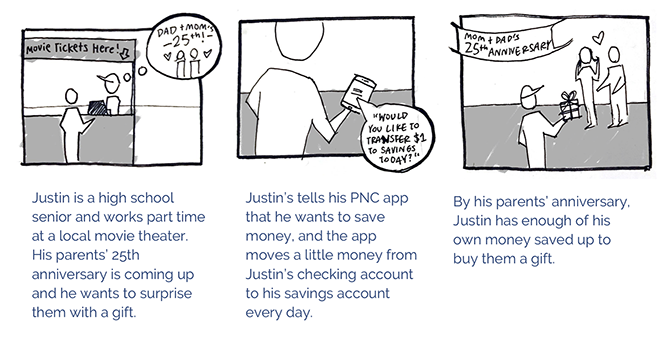 Movie Tickets Here!
DAD + MOM'S
-25th!-
"WOULD
YOU LIKE TO
TRANSFER $1
TO SAVINGS
TODAY?"
MOM + DAD'S
25th ANNIVERSARY
Justin is a high school
senior and works part time
at a local movie theater.
His parents' 25th
anniversary is coming up
and he wants to surprise
them with a gift.
Justin's tells his PNC app
that he wants to save
money, and the app
moves a little money from
Justin's checking account
to his savings account
every day.
By his parents' anniversary,
Justin has enough of his
own money saved up to
buy them a gift.